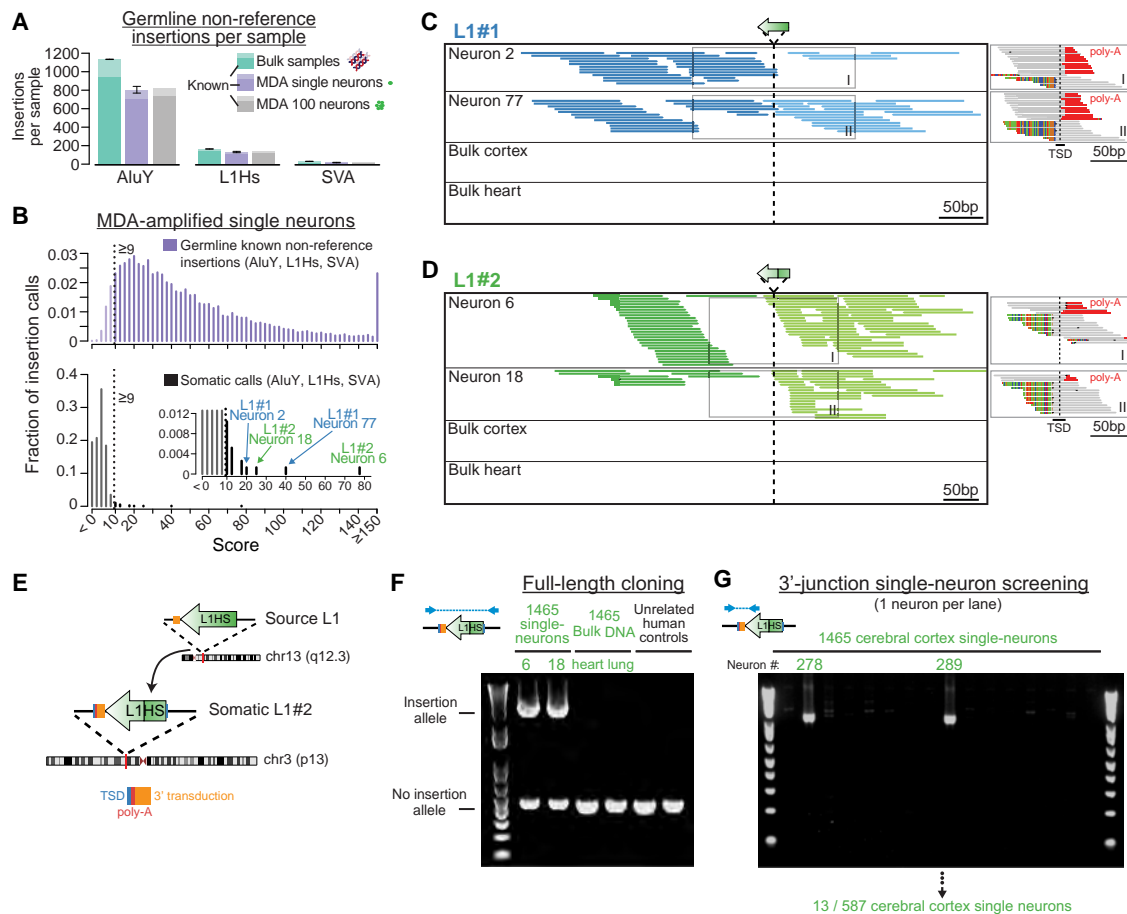 A
Germline non-reference
insertions per sample
Insertions
per sample
1200
1000
800
600
400
200
0
Known
Bulk samples
MDA single neurons
MDA 100 neurons
AluY
L1Hs
SVA
B
MDA-amplified single neurons
Fraction of insertion calls
0.03
0.02
0.01
0
≥9
Germline known non-reference
insertions (AluY, L1Hs, SVA)
0.4
0.3
0.2
0.1
0
≥9
Somatic calls (AluY, L1Hs, SVA)
0.012
0.008
0.004
0
L1#1
Neuron 2
L1#2
Neuron 18
L1#1
Neuron 77
L1#2
Neuron 6
< 0 10 20 30 40 50 60 70 80
< 0 10 20 40 60 80 100 120 140 ≥150
Score
C
L1#1
Neuron 2
I
Neuron 77
II
Bulk cortex
Bulk heart
50bp
poly-A
I
poly-A
II
TSD
50bp
D
L1#2
Neuron 6
I
Neuron 18
II
Bulk cortex
Bulk heart
50bp
poly-A
I
poly-A
II
TSD
50bp
E
L1HS
Source L1
chr13 (q12.3)
L1HS
Somatic L1#2
chr3 (p13)
TSD
3' transduction
poly-A
F
Full-length cloning
L1HS
1465
single-
neurons
1465
Bulk DNA
Unrelated
human
controls
6 18 heart lung
Insertion
allele
No insertion
allele
G
3'-junction single-neuron screening
(1 neuron per lane)
L1HS
1465 cerebral cortex single-neurons
Neuron #: 278 289
13 / 587 cerebral cortex single neurons